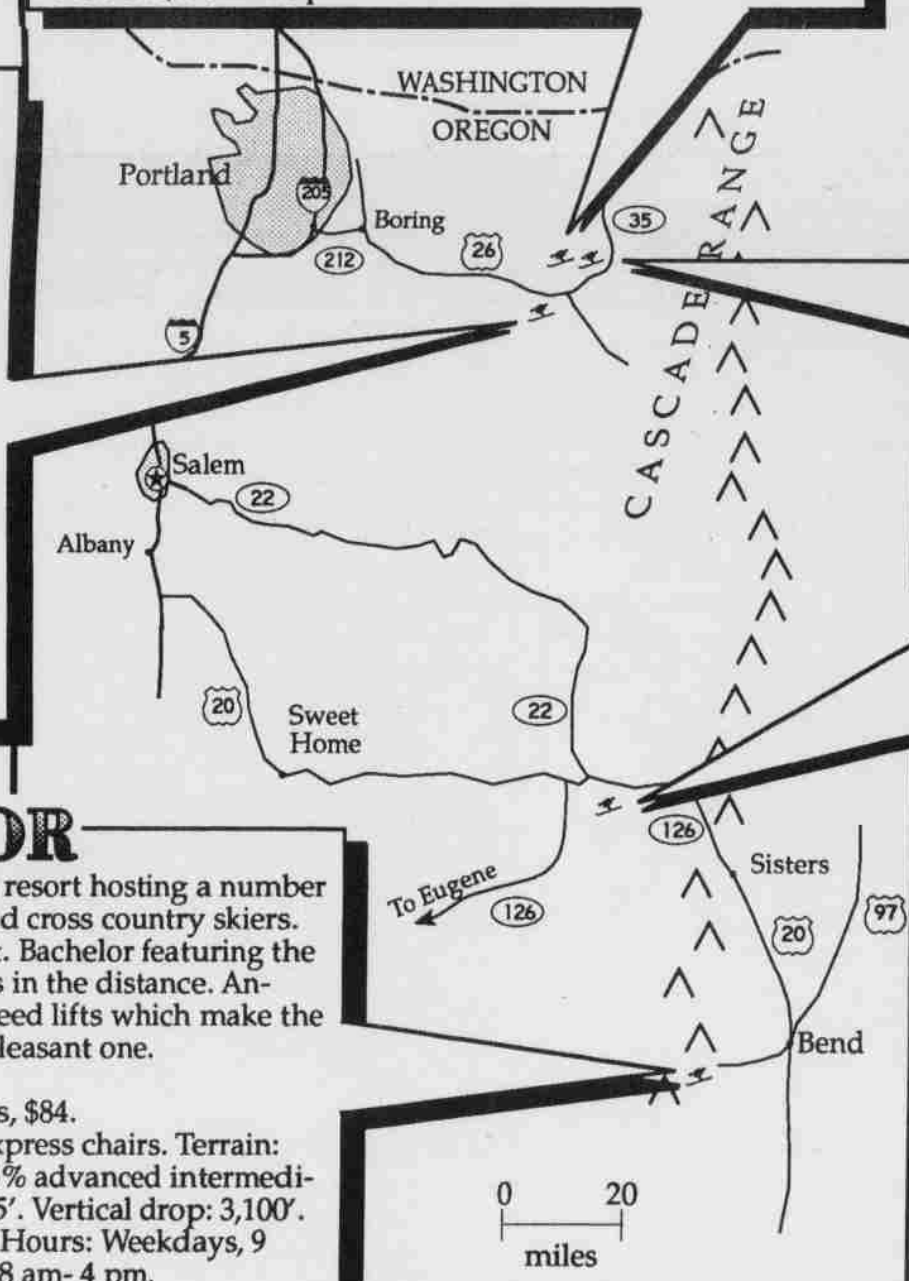 WASHINGTON
OREGON
Portland
205
Boring
35
212
26
5
CASCADE RANGE
Salem
22
Albany
20
Sweet
Home
22
126
Sisters
To Eugene
126
20
97
Bend
0 20
miles
OR
resort hosting a number
d cross country skiers.
. Bachelor featuring the
s in the distance. An-
eed lifts which make the
leasant one.
s, $84.
xpress chairs. Terrain:
% advanced intermedi-
5'. Vertical drop: 3,100'.
Hours: Weekdays, 9
8 am- 4 pm.